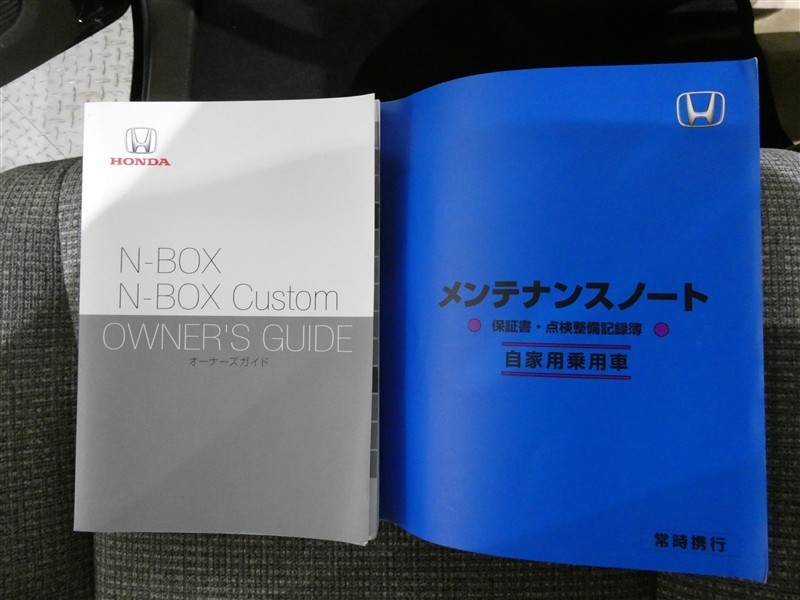 HONDA
N-BOX
N-BOX Custom
OWNER'S GUIDE
オーナーズガイド
メンテナンスノート
保証書・点検整備記録簿
自家用乗用車
常時携行